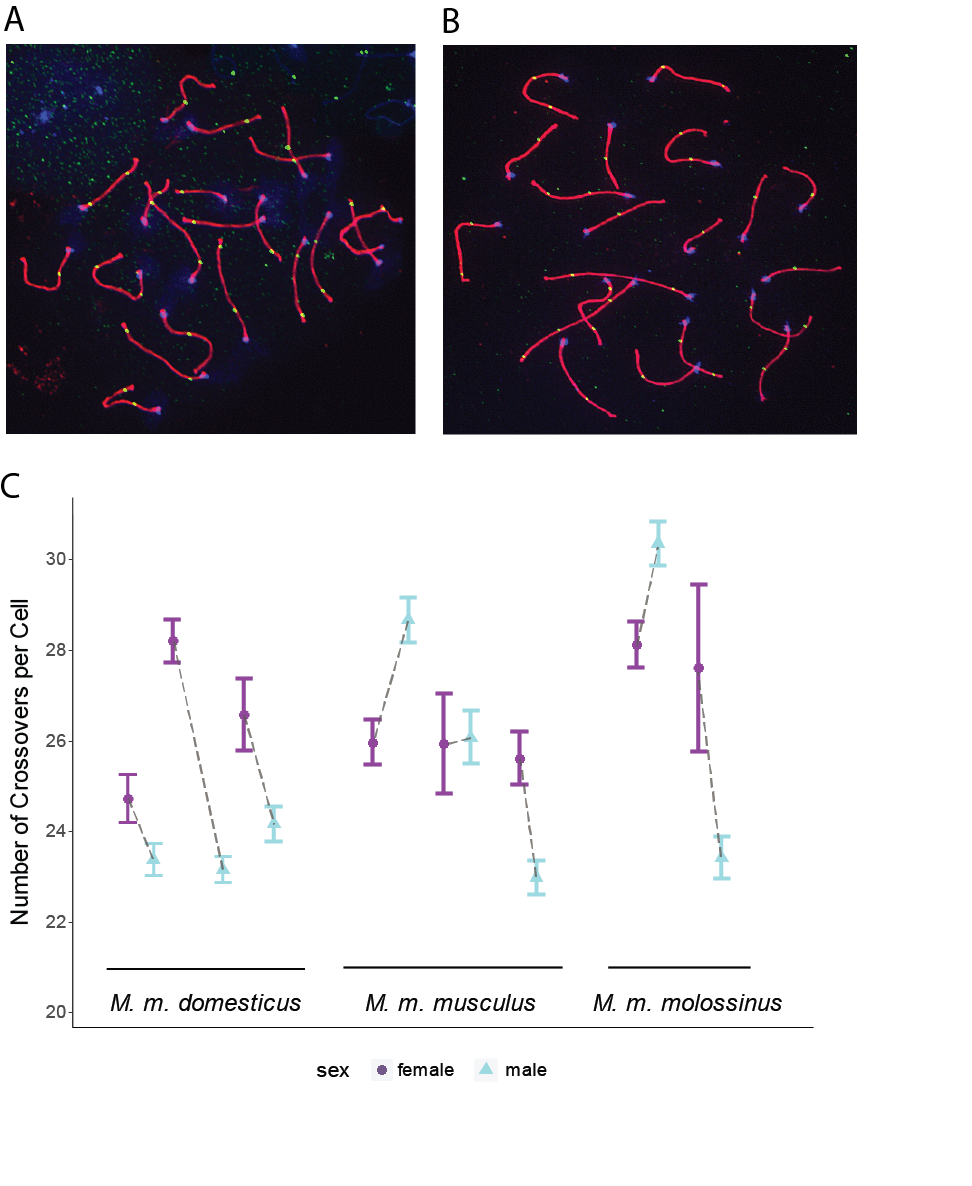 A
B
C
Number of Crossovers per Cell
30
28
26
24
22
20
M. m. domesticus
M. m. musculus
M. m. molossinus
sex female male